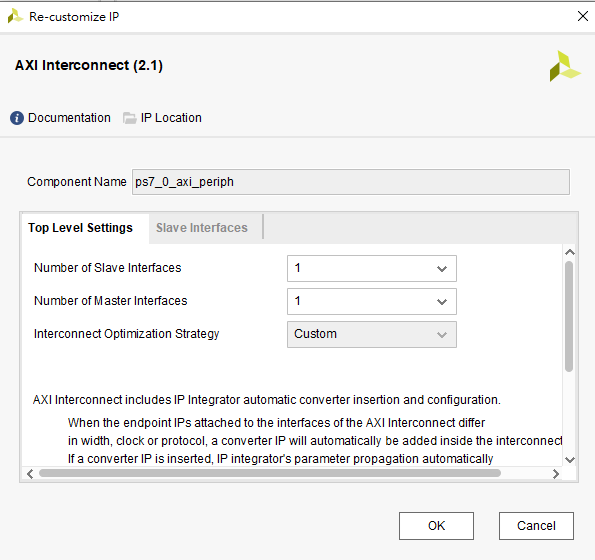 Re-customize IP
AXI Interconnect (2.1)
Documentation
IP Location
Component Name ps7_0_axi_periph
Top Level Settings
Slave Interfaces
Number of Slave Interfaces 1
Number of Master Interfaces 1
Interconnect Optimization Strategy Custom
AXI Interconnect includes IP Integrator automatic converter insertion and configuration.
When the endpoint IPs attached to the interfaces of the AXI Interconnect differ
in width, clock or protocol, a converter IP will automatically be added inside the interconnect
If a converter IP is inserted, IP integrator's parameter propagation automatically
OK
Cancel